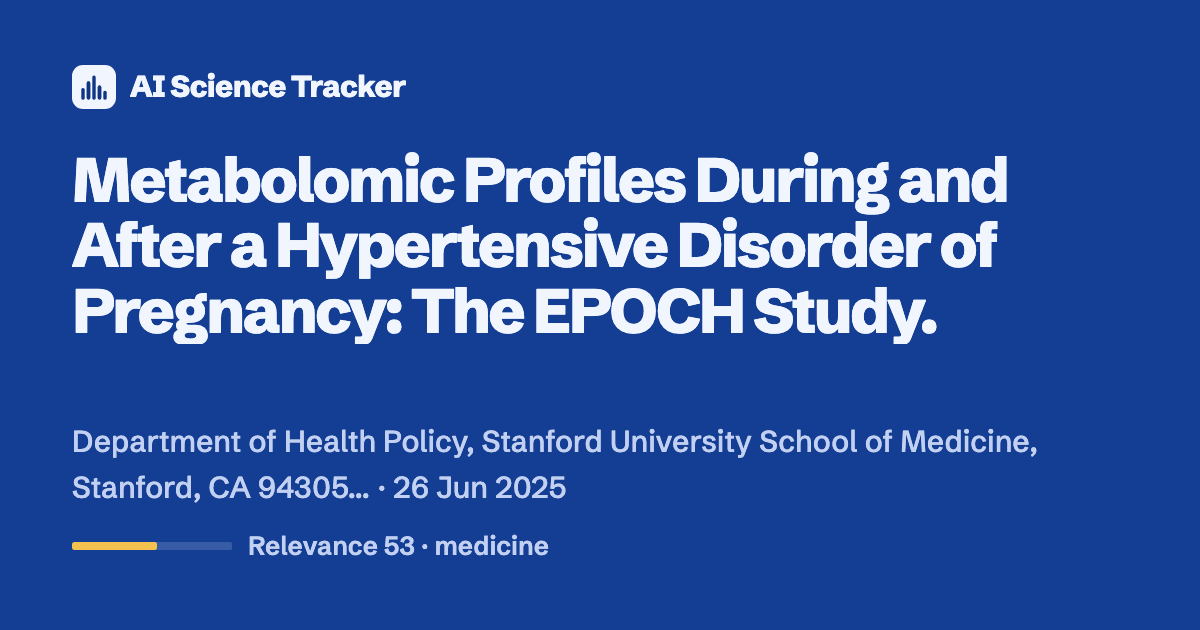 AI Science Tracker
Metabolomic Profiles During and
After a Hypertensive Disorder of
Pregnancy: The EPOCH Study.
Department of Health Policy, Stanford University School of Medicine,
Stanford, CA 94305... · 26 Jun 2025
Relevance 53 · medicine